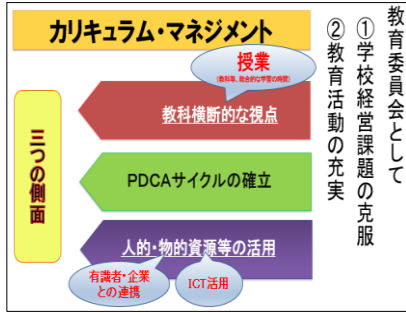 カリキュラム・マネジメント
授業
(教科等、総合的な学習の時間)
教科横断的な視点
三つの側面
PDCAサイクルの確立
人的・物的資源等の活用
有識者・企業
との連携
ICT活用
教育委員会として
①学校経営課題の克服
②教育活動の充実